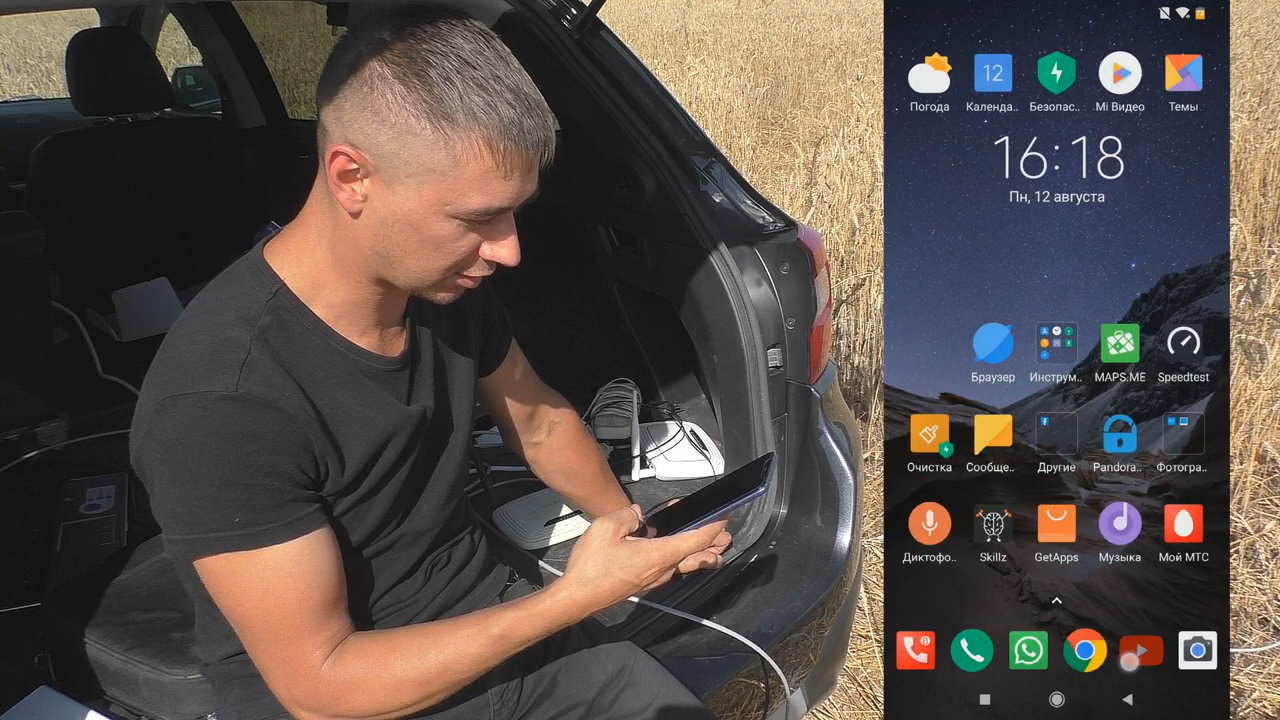 73
12
Погода
Календа..
Безопас..
Mi Видео
Темы
16:18
Пн, 12 августа
Браузер
Инструм..
MAPS.ME
Speedtest
Очистка
Сообще..
Другие
Pandora..
Фотогра..
Диктофо..
Skillz
GetApps
Музыка
Мой МТС